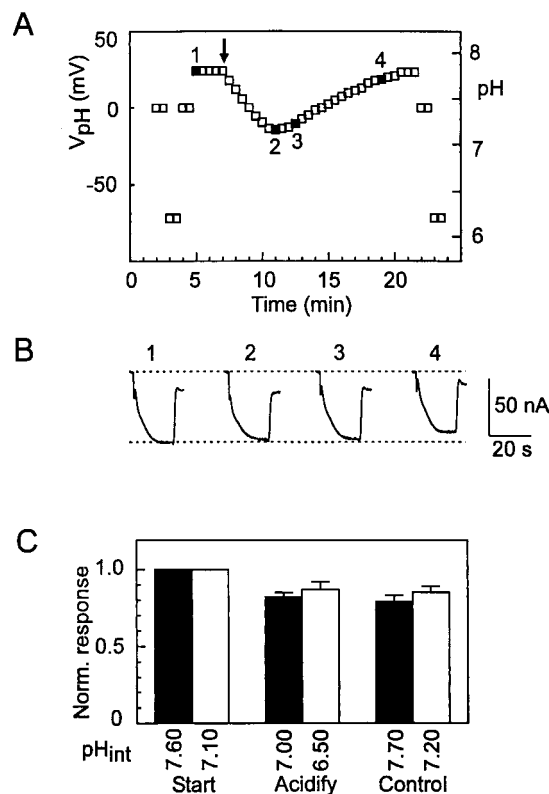 A
50
0
-50
VpH (mV)
8
7
6
pH
1
2
3
4
0 5 10 15 20
Time (min)
B
1 2 3 4
50 nA
20 s
C
1.0
0.5
0
Norm. response
pHint
7.60 7.10 7.00 6.50 7.70 7.20
Start Acidify Control